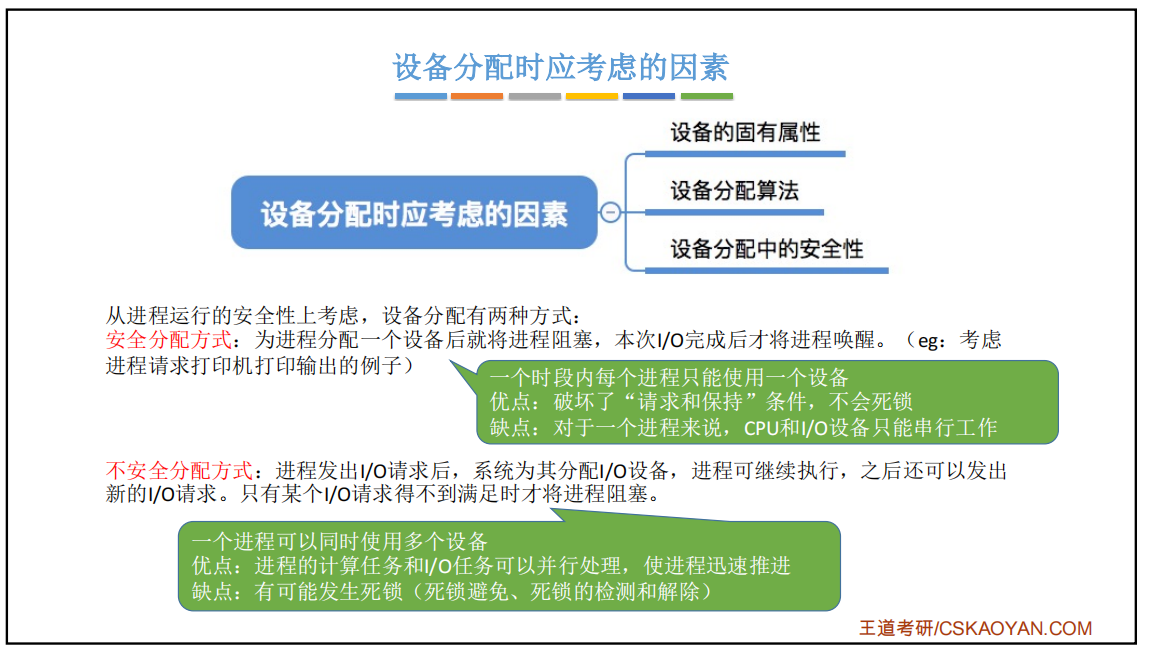 设备分配时应考虑的因素
设备的固有属性
设备分配时应考虑的因素
设备分配算法
设备分配中的安全性
从进程运行的安全性上考虑，设备分配有两种方式：
安全分配方式：为进程分配一个设备后就将进程阻塞，本次I/O完成后才将进程唤醒。（eg：考虑
进程请求打印机打印输出的例子）
一个时段内每个进程只能使用一个设备
优点：破坏了“请求和保持”条件，不会死锁
缺点：对于一个进程来说，CPU和I/O设备只能串行工作
不安全分配方式：进程发出I/O请求后，系统为其分配I/O设备，进程可继续执行，之后还可以发出
新的I/O请求。只有某个I/O请求得不到满足时才将进程阻塞。
一个进程可以同时使用多个设备
优点：进程的计算任务和I/O任务可以并行处理，使进程迅速推进
缺点：有可能发生死锁（死锁避免、死锁的检测和解除）
王道考研/CSKAOYAN.COM